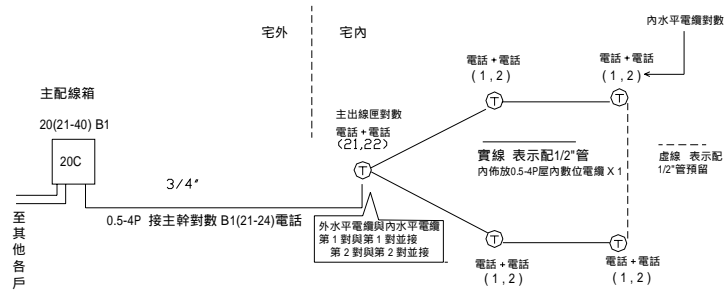 宅外
宅內
內水平電纜對數
電話+電話
(1,2)
電話+電話
(1,2)
主配線箱
20(21-40) B1
20C
主出線匣對數
電話+電話
(21,22)
T
T
T
實線 表示配1/2"管
內佈放0.5-4P屋內數位電纜 X 1
虛線 表示配
1/2"管預留
3/4"
0.5-4P 接主幹對數 B1(21-24)電話
至其他各戶
外水平電纜與內水平電纜
第1對與第1對並接
第2對與第2對並接
T
T
電話+電話
(1,2)
電話+電話
(1,2)